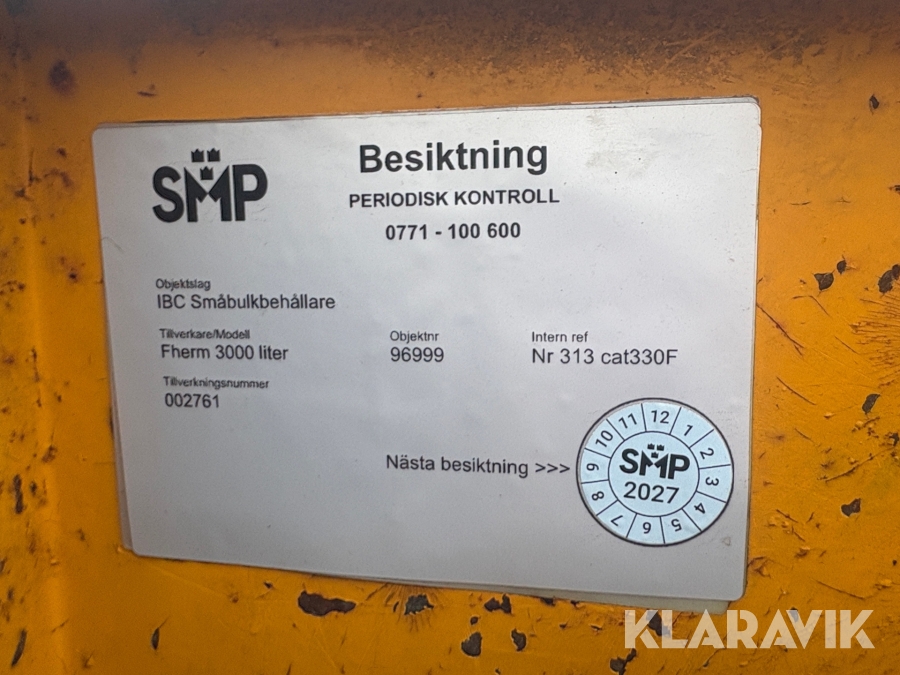 SMP
Besiktning
PERIODISK KONTROLL
0771 - 100 600
Objektslag
IBC Småbulkbehållare
Tillverkare/Modell
Fherm 3000 liter
Objektnr
96999
Intern ref
Nr 313 cat330F
Tillverkningsnummer
002761
Nästa besiktning >>>
12 1 2 3 4 5 6 7 8 9 10 11
SMP
2027
KLARAVIK